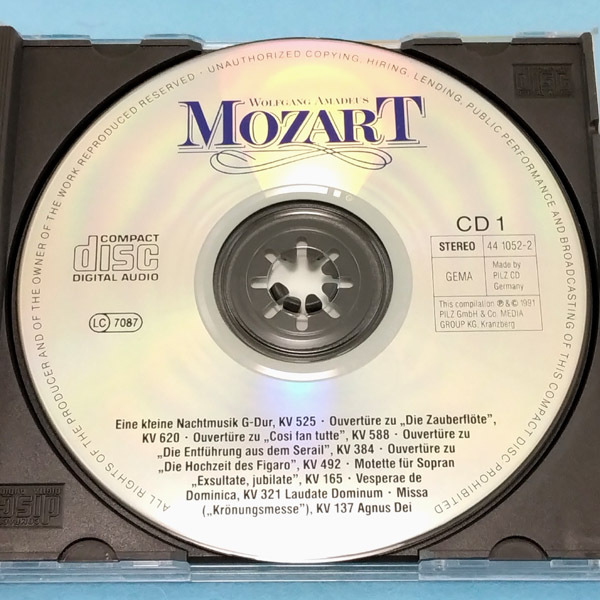 ALL RIGHTS OF THE PRODUCER AND OF THE OWNER OF THE WORK REPRODUCED RESERVED · UNAUTHORIZED COPYING, HIRING, LENDING, PUBLIC PERFORMANCE AND BROADCASTING OF THIS COMPACT DISC PROHIBITED
WOLFGANG AMADEUS
MOZART
COMPACT
disc
DIGITAL AUDIO
LC 7087
CD 1
STEREO 44 1052-2
GEMA
Made by
PILZ CD
Germany
This compilation ℗ & © 1991
PILZ GmbH & Co. MEDIA
GROUP KG. Kranzberg
Eine kleine Nachtmusik G-Dur, KV 525 · Ouvertüre zu „Die Zauberflöte”,
KV 620 · Ouvertüre zu „Cosi fan tutte”, KV 588 · Ouvertüre zu
„Die Entführung aus dem Serail”, KV 384 · Ouvertüre zu
„Die Hochzeit des Figaro”, KV 492 · Motette für Sopran
„Exsultate, jubilate”, KV 165 · Vesperae de
Dominica, KV 321 Laudate Dominum · Missa
(„Krönungsmesse”), KV 137 Agnus Dei
disc